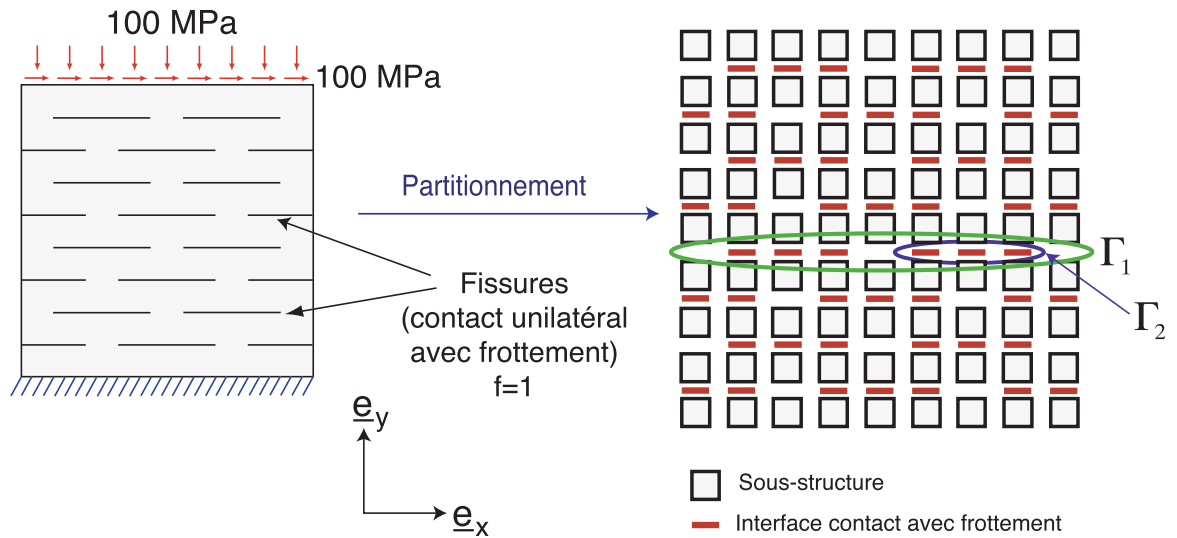 100 MPa
100 MPa
Partitionnement
Fissures
(contact unilatéral
avec frottement)
f=1
Γ1
Γ2
e_y
e_x
Sous-structure
Interface contact avec frottement